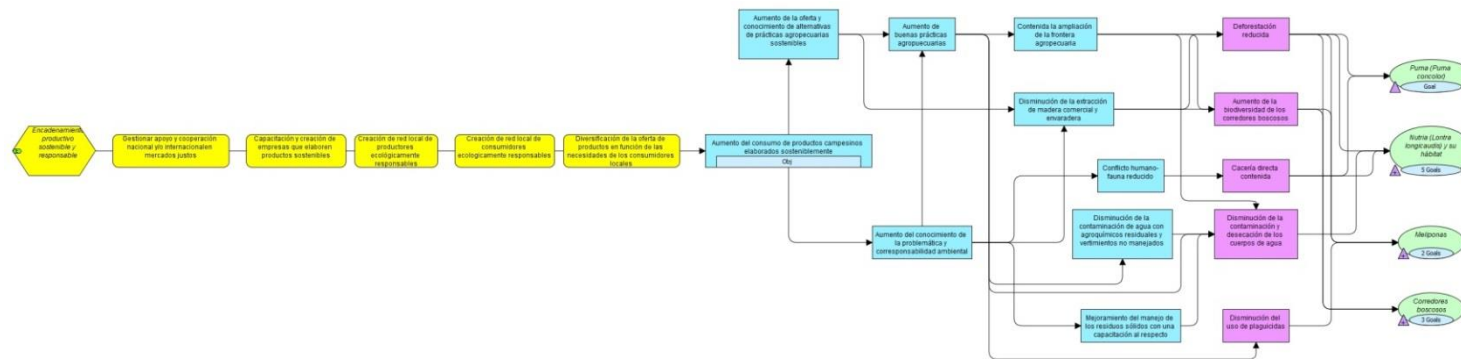 Encadenamiento
productivo
sostenible y
responsable
Gestionar apoyo y cooperación
nacional y/o internacionalen
mercados justos
Capacitación y creación de
empresas que elaboren
productos sostenibles
Creación de red local de
productores
ecológicamente
responsables
Creación de red local de
consumidores
ecologicamente responsables
Diversificación de la oferta de
productos en función de las
necesidades de los consumidores
locales
Aumento del consumo de productos campesinos
elaborados sosteniblemente
Obj
Aumento de la oferta y
conocimiento de alternativas
de prácticas agropecuarias
sostenibles
Aumento del conocimiento de
la problemática y
corresponsabilidad ambiental
Aumento de
buenas prácticas
agropuecuarias
Contenida la ampliación
de la frontera
agropecuaria
Disminución de la extracción
de madera comercial y
envaradera
Conflicto humano-
fauna reducido
Disminución de la
contaminación de agua con
agroquímicos residuales y
vertimientos no manejados
Mejoramiento del manejo de
los residuos sólidos con una
capacitación al respecto
Deforestación
reducida
Aumento de la
biodiversidad de los
corredores boscosos
Cacería directa
contenida
Disminución de la
contaminación y
desecación de los
cuerpos de agua
Disminución del
uso de plaguicidas
Puma (Puma
concolor)
Goal
Nutria (Lontra
longicaudis) y su
hábitat
5 Goals
Meliponas
2 Goals
Corredores
boscosos
3 Goals